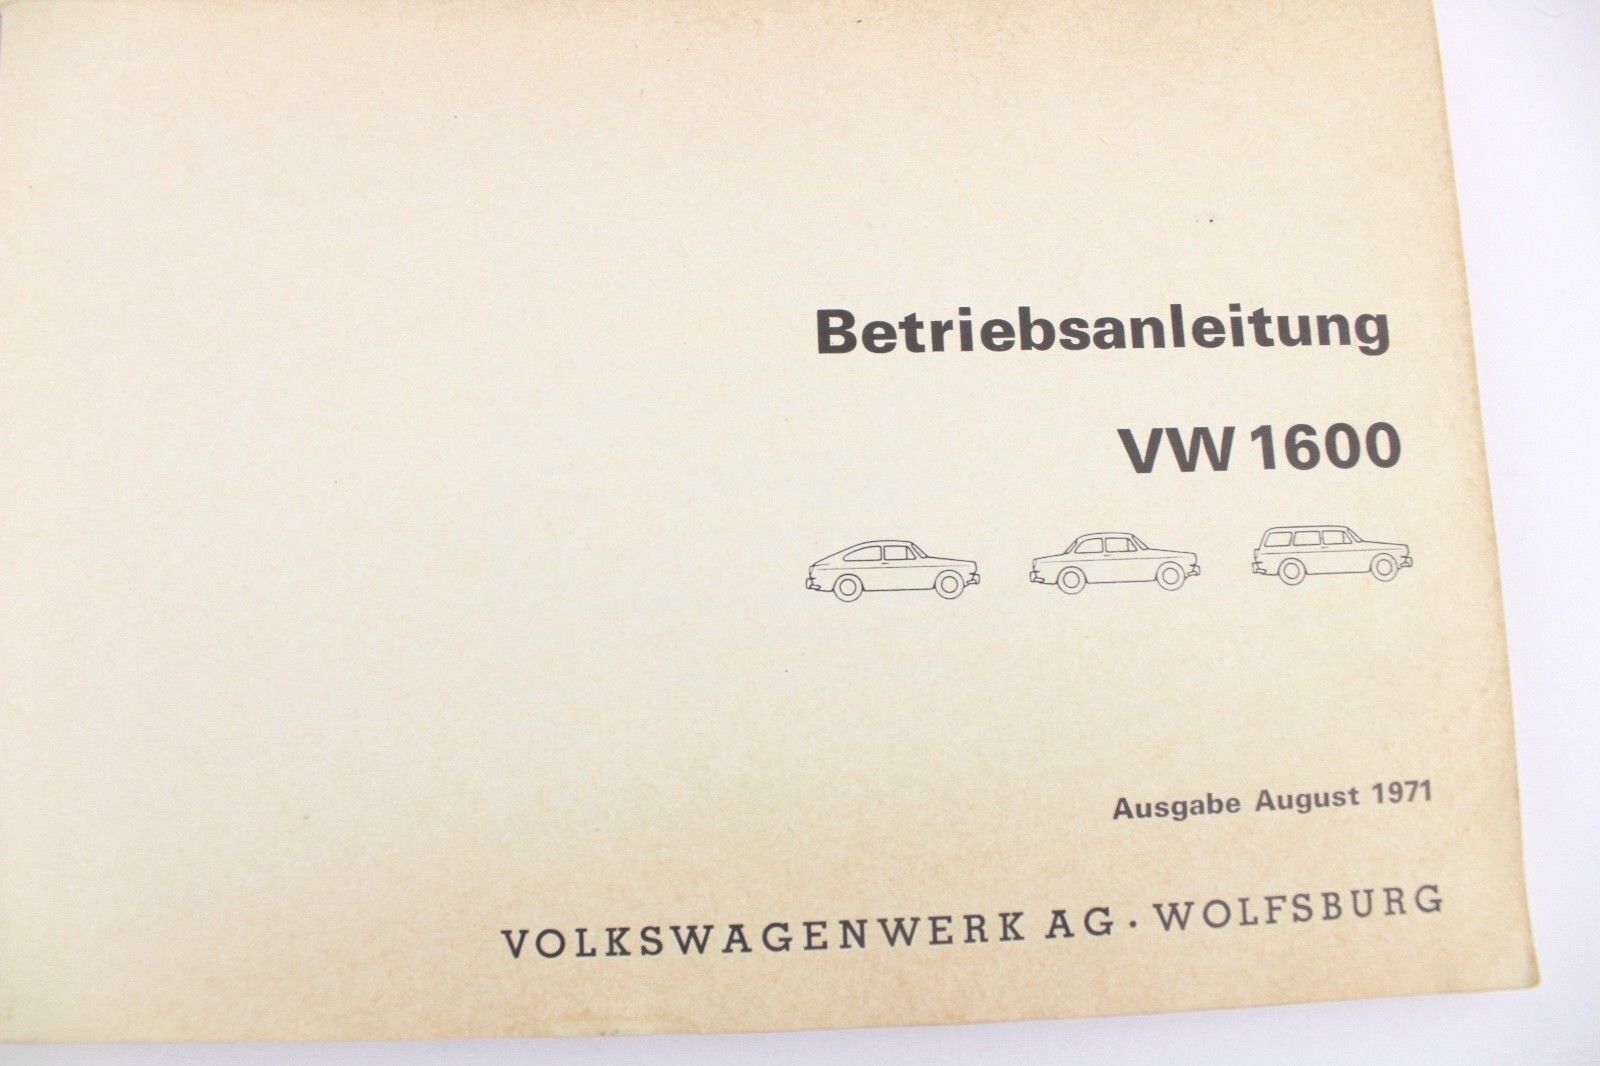 Betriebsanleitung
VW 1600
Ausgabe August 1971
VOLKSWAGENWERK AG · WOLFSBURG